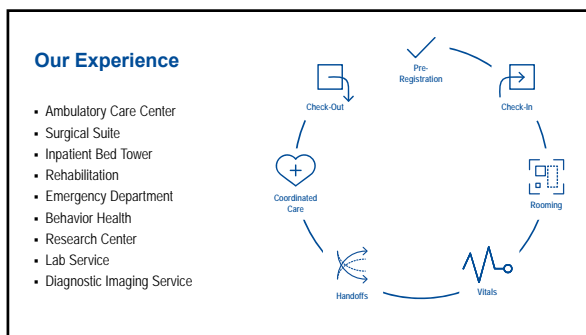 Our Experience
▪ Ambulatory Care Center
▪ Surgical Suite
▪ Inpatient Bed Tower
▪ Rehabilitation
▪ Emergency Department
▪ Behavior Health
▪ Research Center
▪ Lab Service
▪ Diagnostic Imaging Service
Pre-
Registration
Check-In
Rooming
Vitals
Handoffs
Coordinated
Care
Check-Out